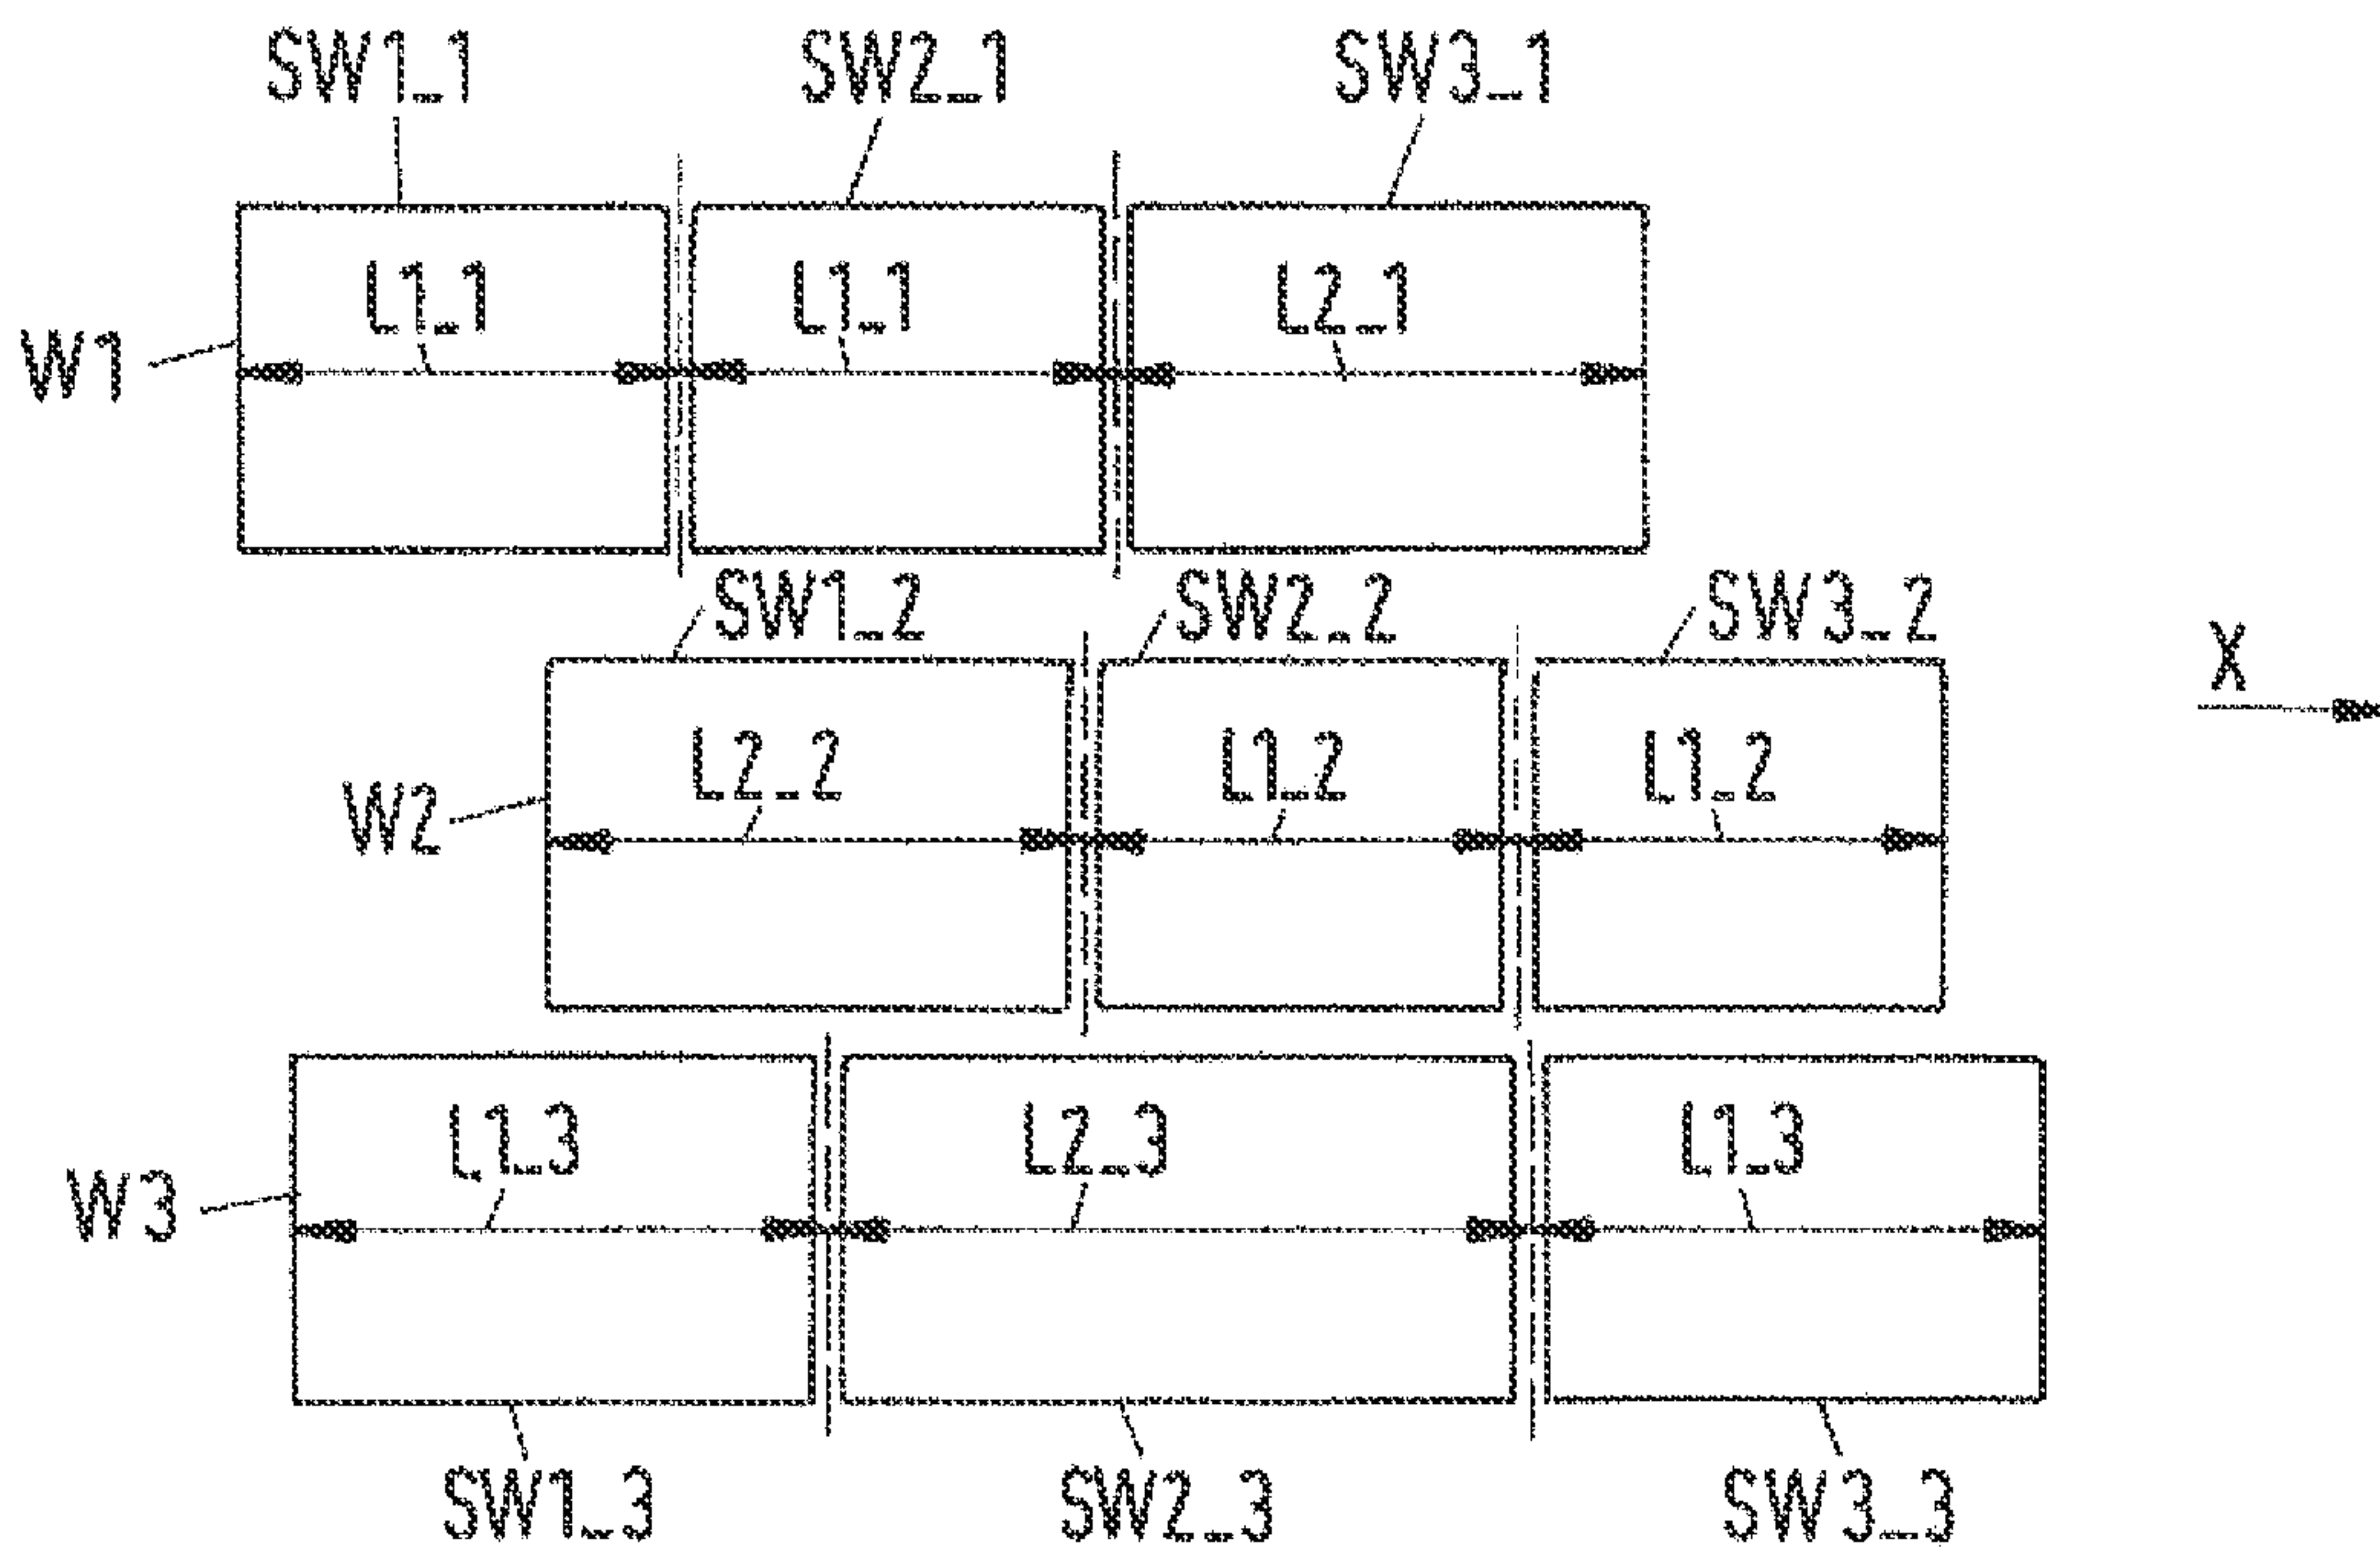 SW1_1 SW2_1 SW3_1
L1_1 L1_1 L2_1
W1
SW1_2 SW2_2 SW3_2
X
L2_2 L1_2 L1_2
W2
L1_3 L2_3 L1_3
W3
SW1_3 SW2_3 SW3_3